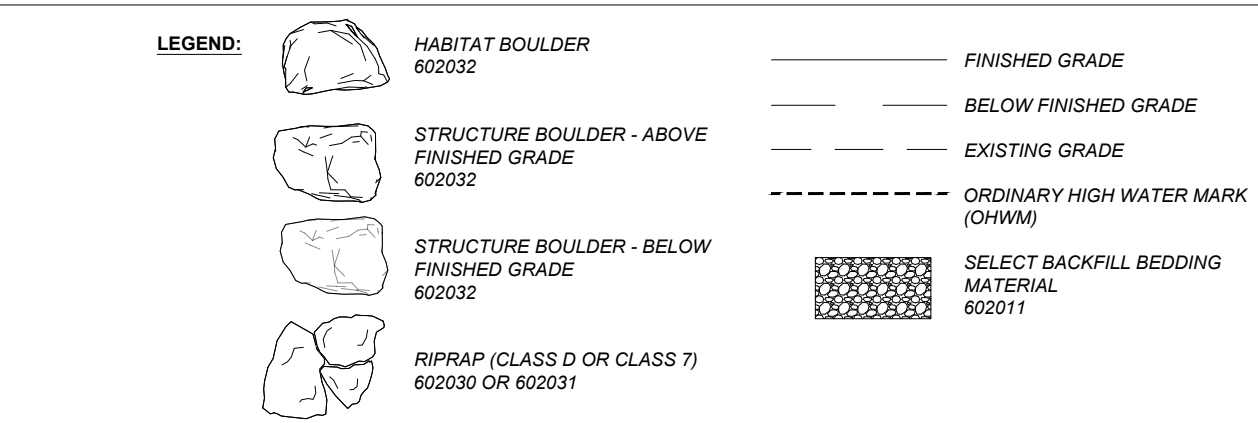 LEGEND:
HABITAT BOULDER
602032
STRUCTURE BOULDER - ABOVE
FINISHED GRADE
602032
STRUCTURE BOULDER - BELOW
FINISHED GRADE
602032
RIPRAP (CLASS D OR CLASS 7)
602030 OR 602031
FINISHED GRADE
BELOW FINISHED GRADE
EXISTING GRADE
ORDINARY HIGH WATER MARK
(OHWM)
SELECT BACKFILL BEDDING
MATERIAL
602011